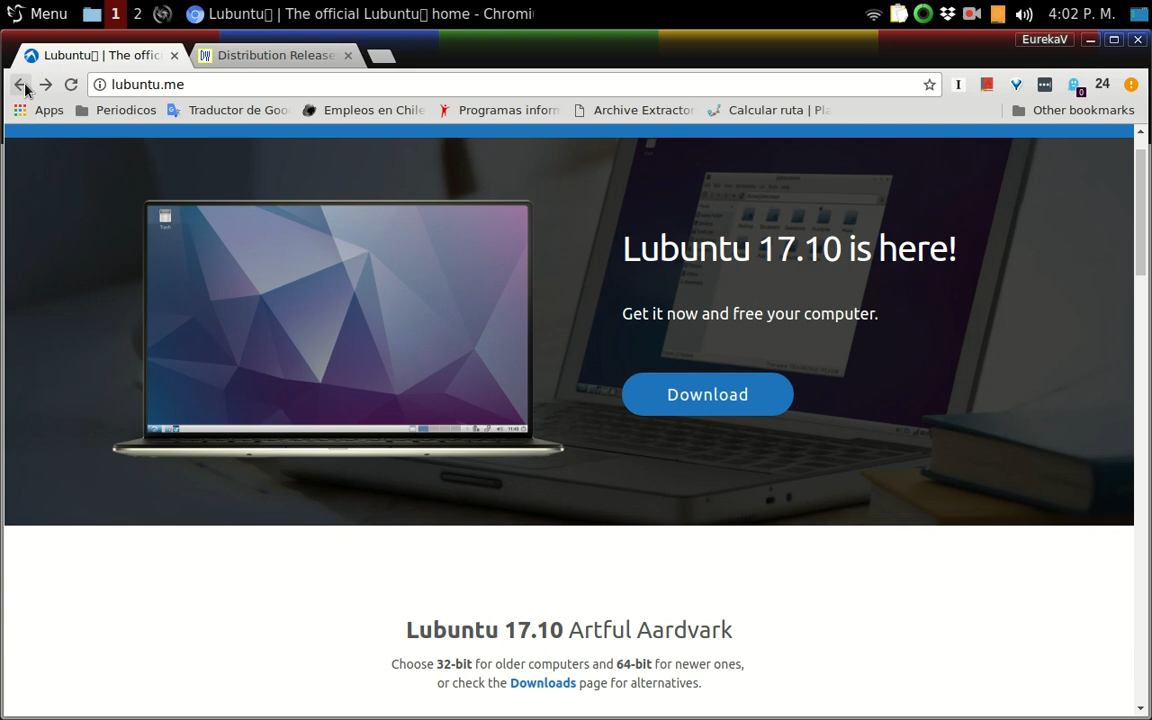 Menu 1 2 Lubuntu▯ | The official Lubuntu▯ home - Chromi 4:02 P. M.
EurekaV
Lubuntu▯ | The offic Distribution Release
lubuntu.me I 0 24
Apps Periodicos Traductor de Goo Empleos en Chile Programas inform Archive Extractor Calcular ruta | Pla Other bookmarks
Trash
Lubuntu 17.10 is here!
Get it now and free your computer.
Download
Lubuntu 17.10 Artful Aardvark
Choose 32-bit for older computers and 64-bit for newer ones,
or check the Downloads page for alternatives.